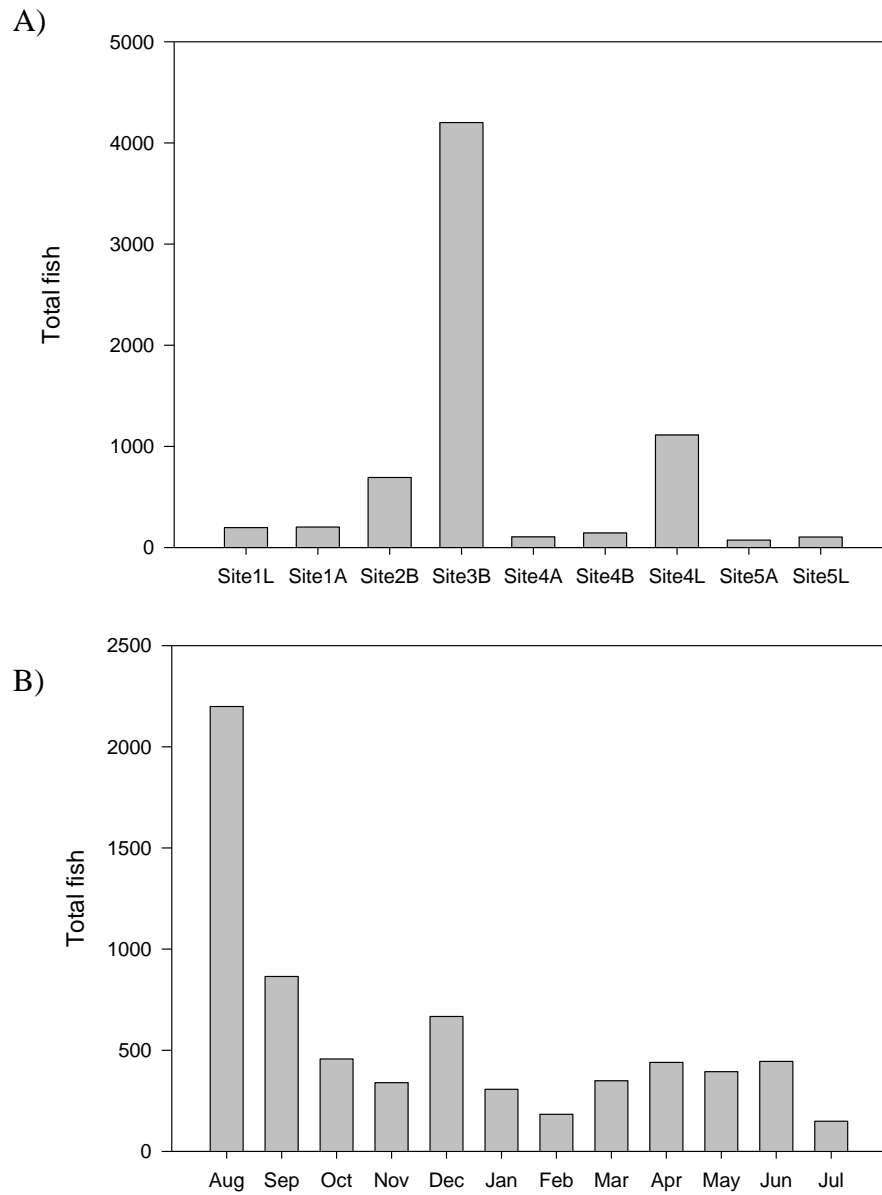 A)
5000
4000
3000
2000
1000
0
Total fish
Site1L Site1A Site2B Site3B Site4A Site4B Site4L Site5A Site5L
B)
2500
2000
1500
1000
500
0
Total fish
Aug Sep Oct Nov Dec Jan Feb Mar Apr May Jun Jul